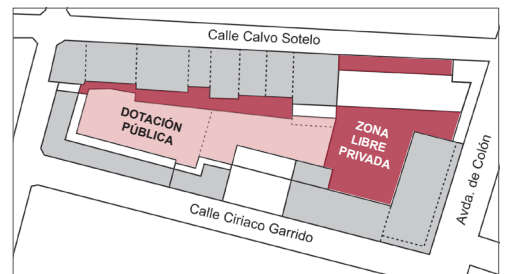 Calle Calvo Sotelo
DOTACIÓN
PÚBLICA
ZONA
LIBRE
PRIVADA
Avda. de Colón
Calle Ciriaco Garrido